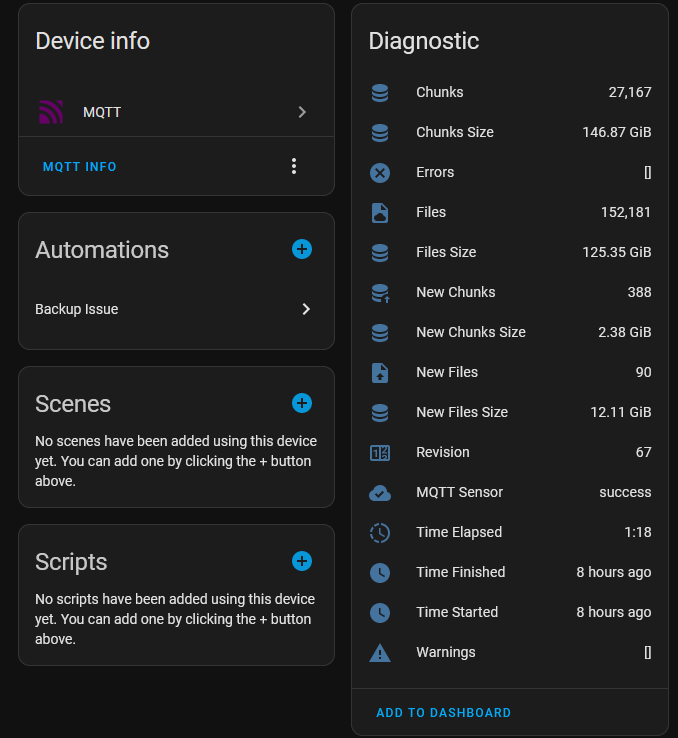 Device info
MQTT
MQTT INFO
Automations
Backup Issue
Scenes
No scenes have been added using this device
yet. You can add one by clicking the + button
above.
Scripts
No scripts have been added using this device
yet. You can add one by clicking the + button
above.
Diagnostic
Chunks 27,167
Chunks Size 146.87 GiB
Errors []
Files 152,181
Files Size 125.35 GiB
New Chunks 388
New Chunks Size 2.38 GiB
New Files 90
New Files Size 12.11 GiB
Revision 67
MQTT Sensor success
Time Elapsed 1:18
Time Finished 8 hours ago
Time Started 8 hours ago
Warnings []
ADD TO DASHBOARD